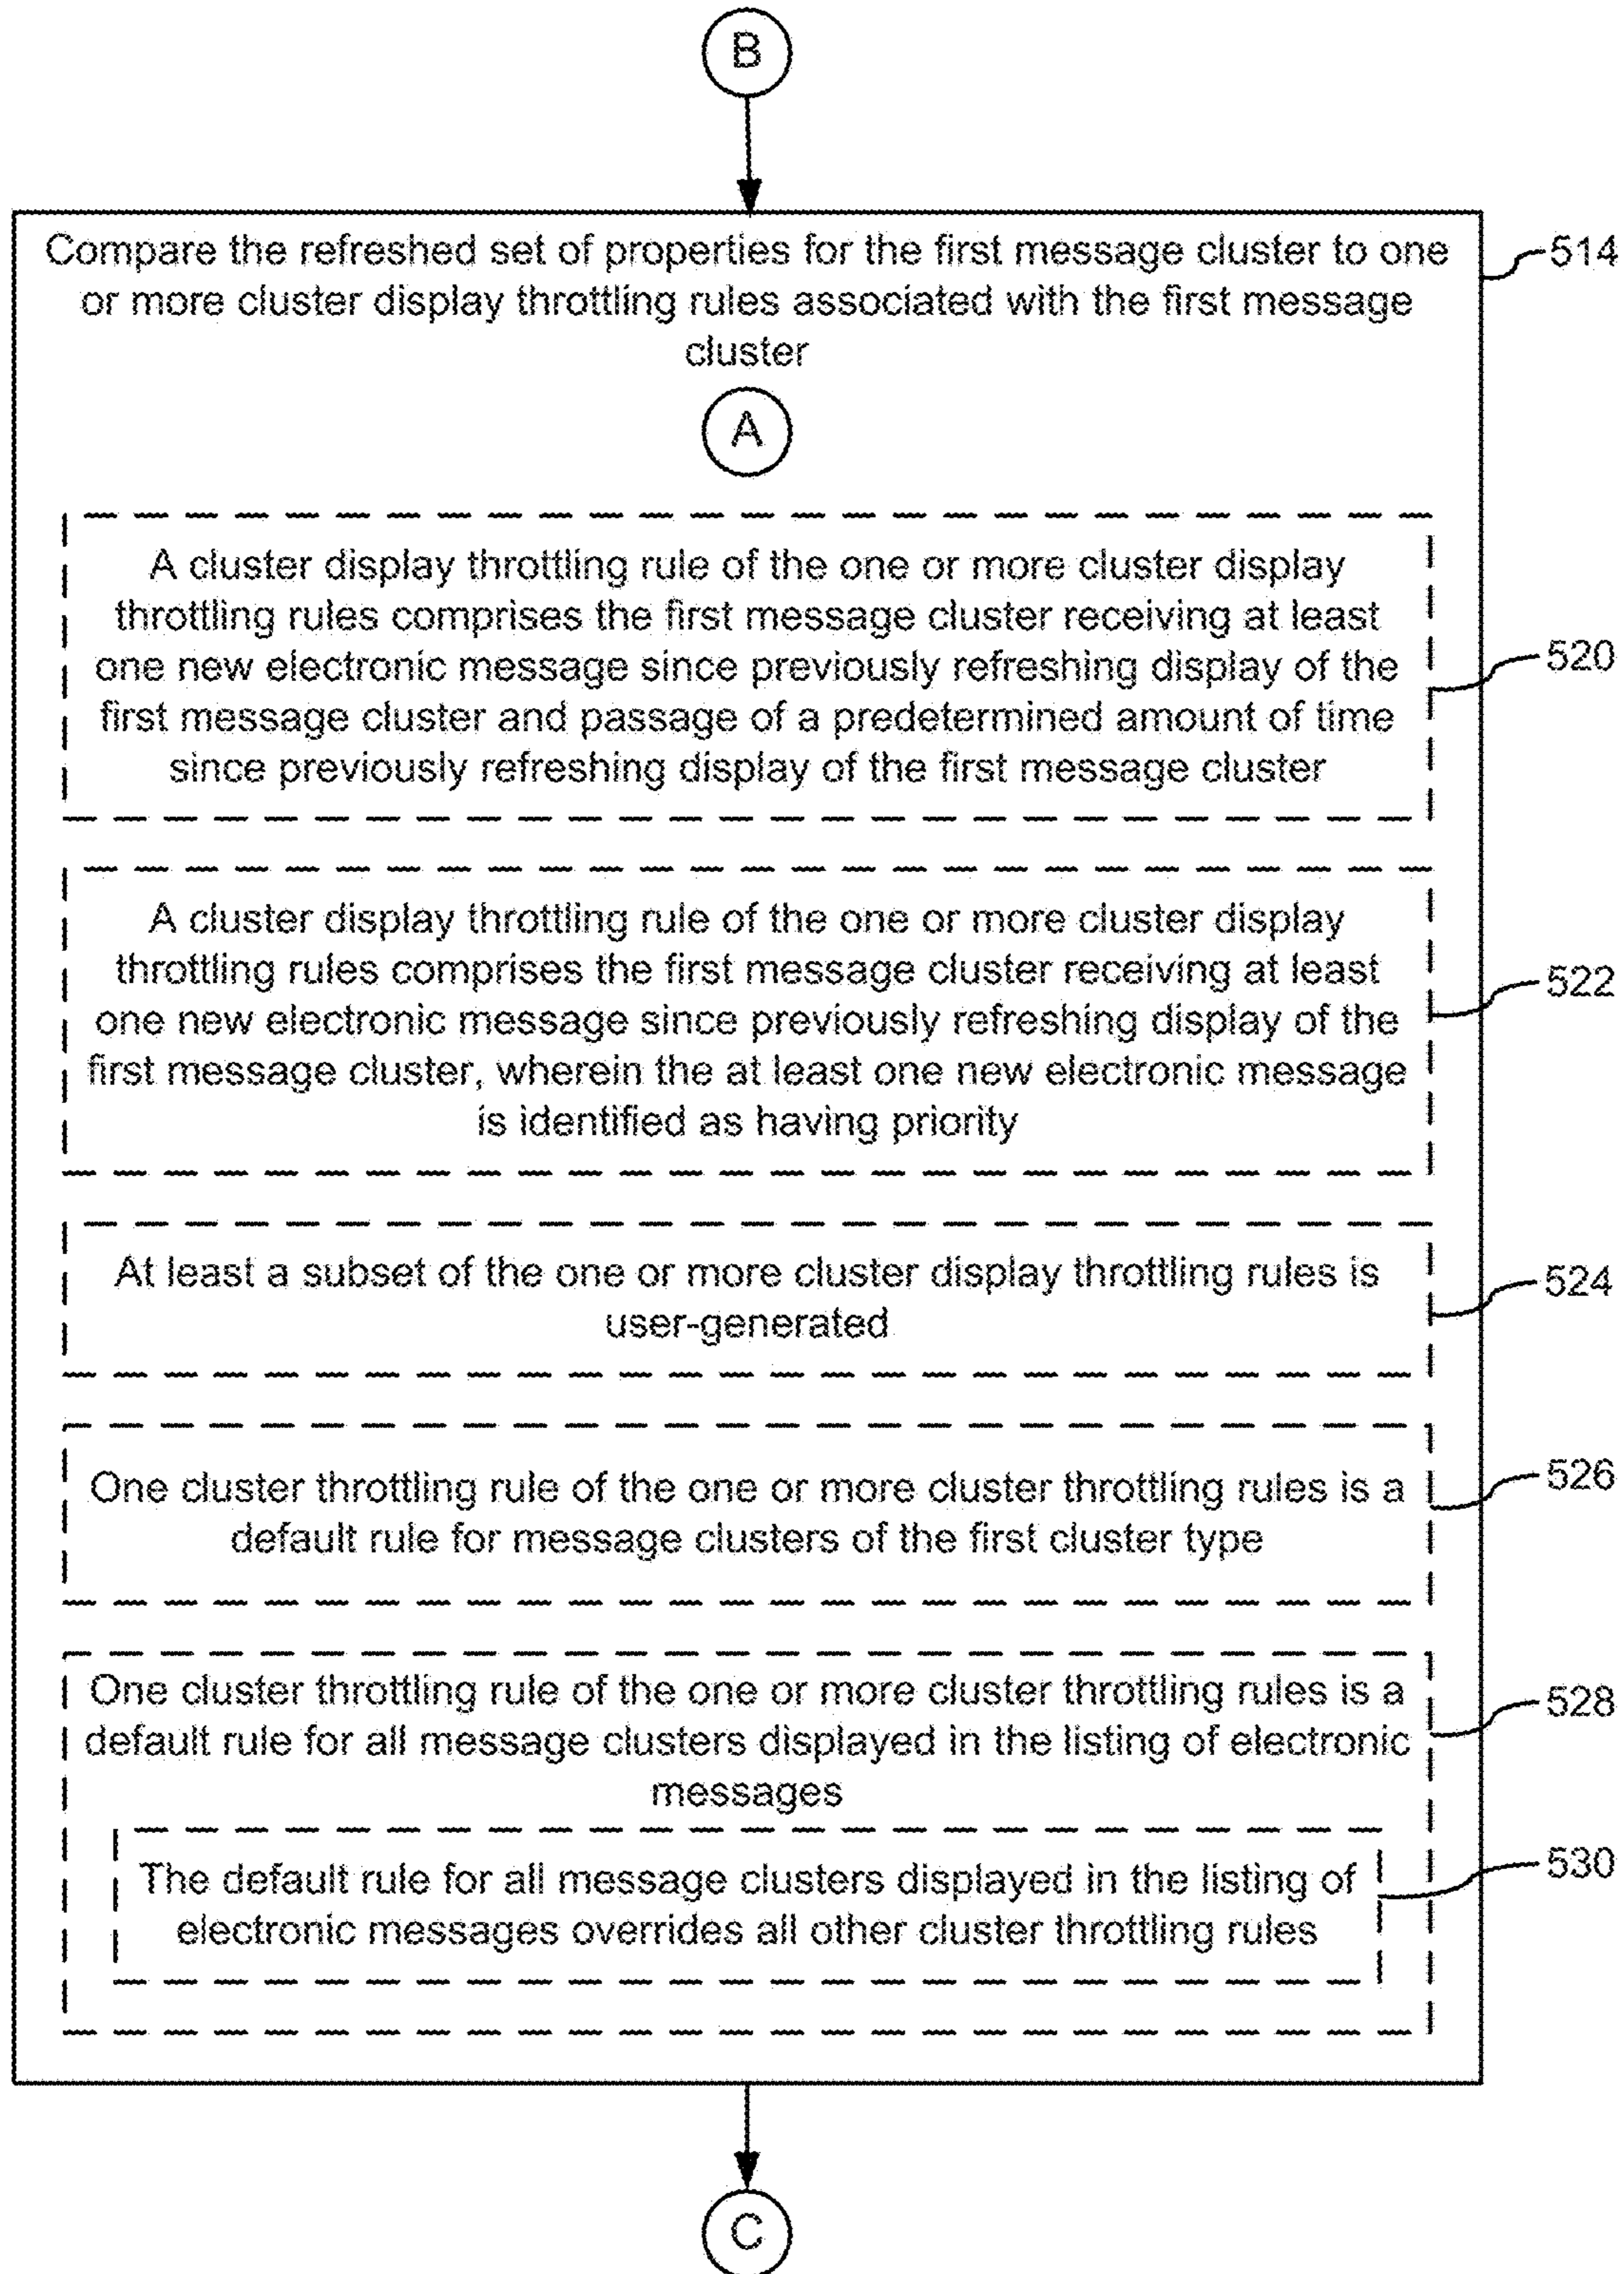 B
Compare the refreshed set of properties for the first message cluster to one
or more cluster display throttling rules associated with the first message
cluster
514
A
A cluster display throttling rule of the one or more cluster display
throttling rules comprises the first message cluster receiving at least
one new electronic message since previously refreshing display of the
first message cluster and passage of a predetermined amount of time
since previously refreshing display of the first message cluster
520
A cluster display throttling rule of the one or more cluster display
throttling rules comprises the first message cluster receiving at least
one new electronic message since previously refreshing display of the
first message cluster, wherein the at least one new electronic message
is identified as having priority
522
At least a subset of the one or more cluster display throttling rules is
user-generated
524
One cluster throttling rule of the one or more cluster throttling rules is a
default rule for message clusters of the first cluster type
526
One cluster throttling rule of the one or more cluster throttling rules is a
default rule for all message clusters displayed in the listing of electronic
messages
528
The default rule for all message clusters displayed in the listing of
electronic messages overrides all other cluster throttling rules
530
C